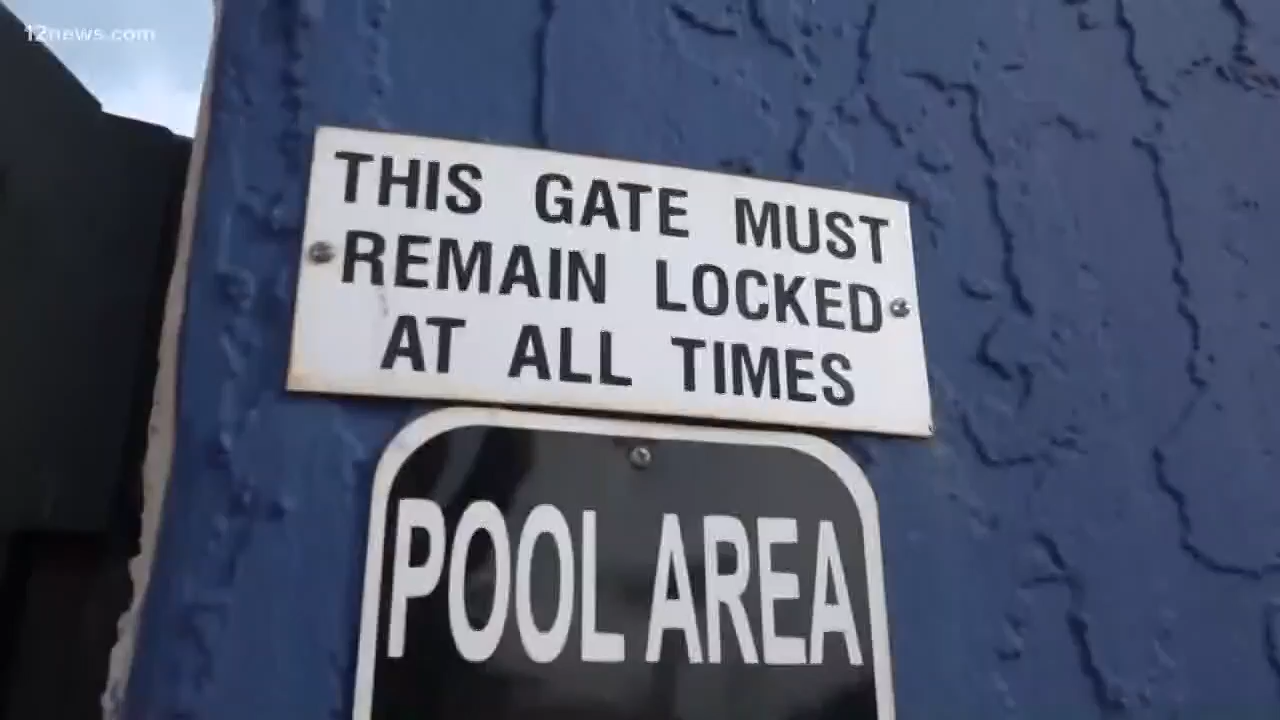 12news.com
THIS GATE MUST
REMAIN LOCKED
AT ALL TIMES
POOL AREA